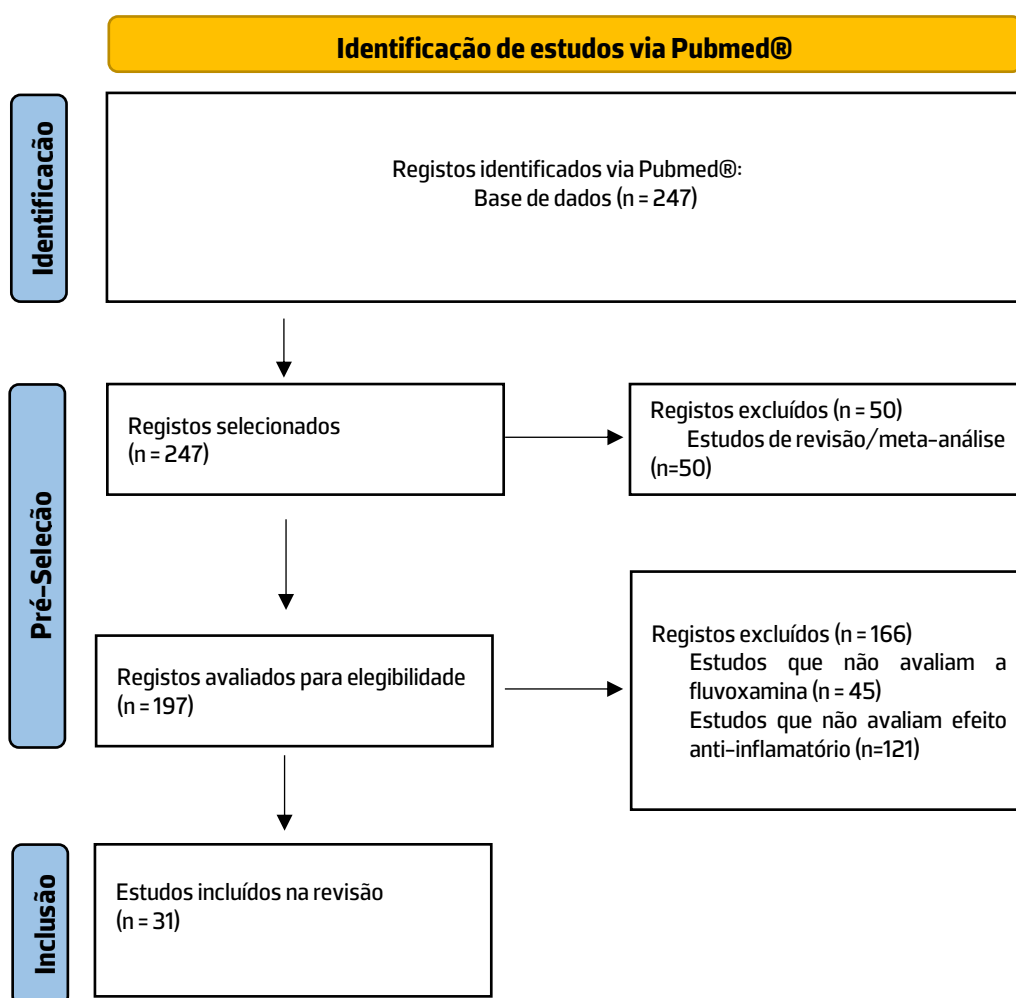 Identificação de estudos via Pubmed®
Identificação
Registos identificados via Pubmed®:
Base de dados (n = 247)
Pré-Seleção
Registos selecionados
(n = 247)
Registos excluídos (n = 50)
Estudos de revisão/meta-análise
(n=50)
Registos avaliados para elegibilidade
(n = 197)
Registos excluídos (n = 166)
Estudos que não avaliam a
fluvoxamina (n = 45)
Estudos que não avaliam efeito
anti-inflamatório (n=121)
Inclusão
Estudos incluídos na revisão
(n = 31)